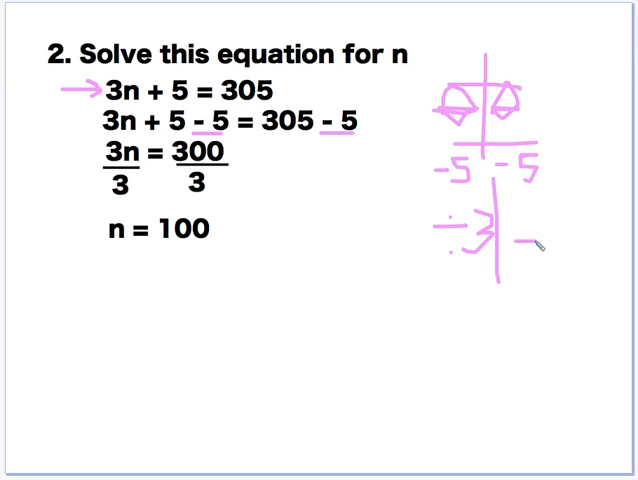 2. Solve this equation for n
3n + 5 = 305
3n + 5 - 5 = 305 - 5
3n = 300
3 3
n = 100
-5 -5
÷3 -